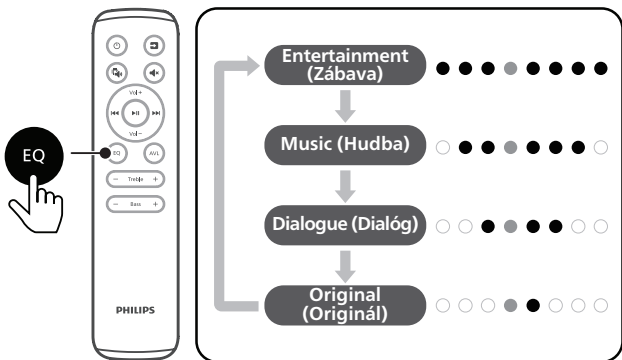 Vol+
Vol−
EQ
EQ
AVL
− Treble +
− Bass +
PHILIPS
Entertainment
(Zábava)
Music (Hudba)
Dialogue (Dialóg)
Original
(Originál)